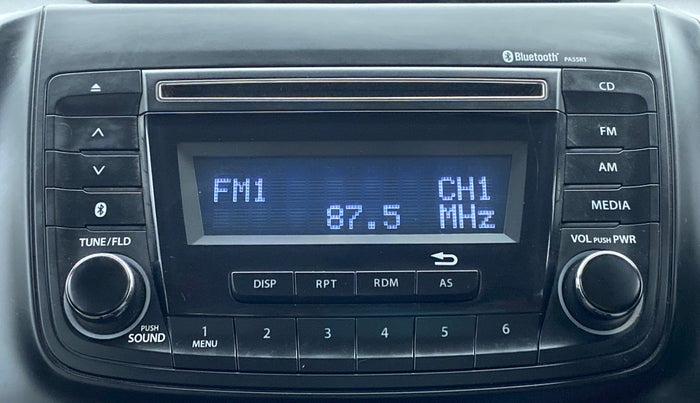 Bluetooth PA5SR1
CD
FM
AM
MEDIA
FM1 CH1
87.5 MHz
TUNE/FLD
VOL PUSH PWR
DISP RPT RDM AS
PUSH SOUND
1 2 3 4 5 6
MENU